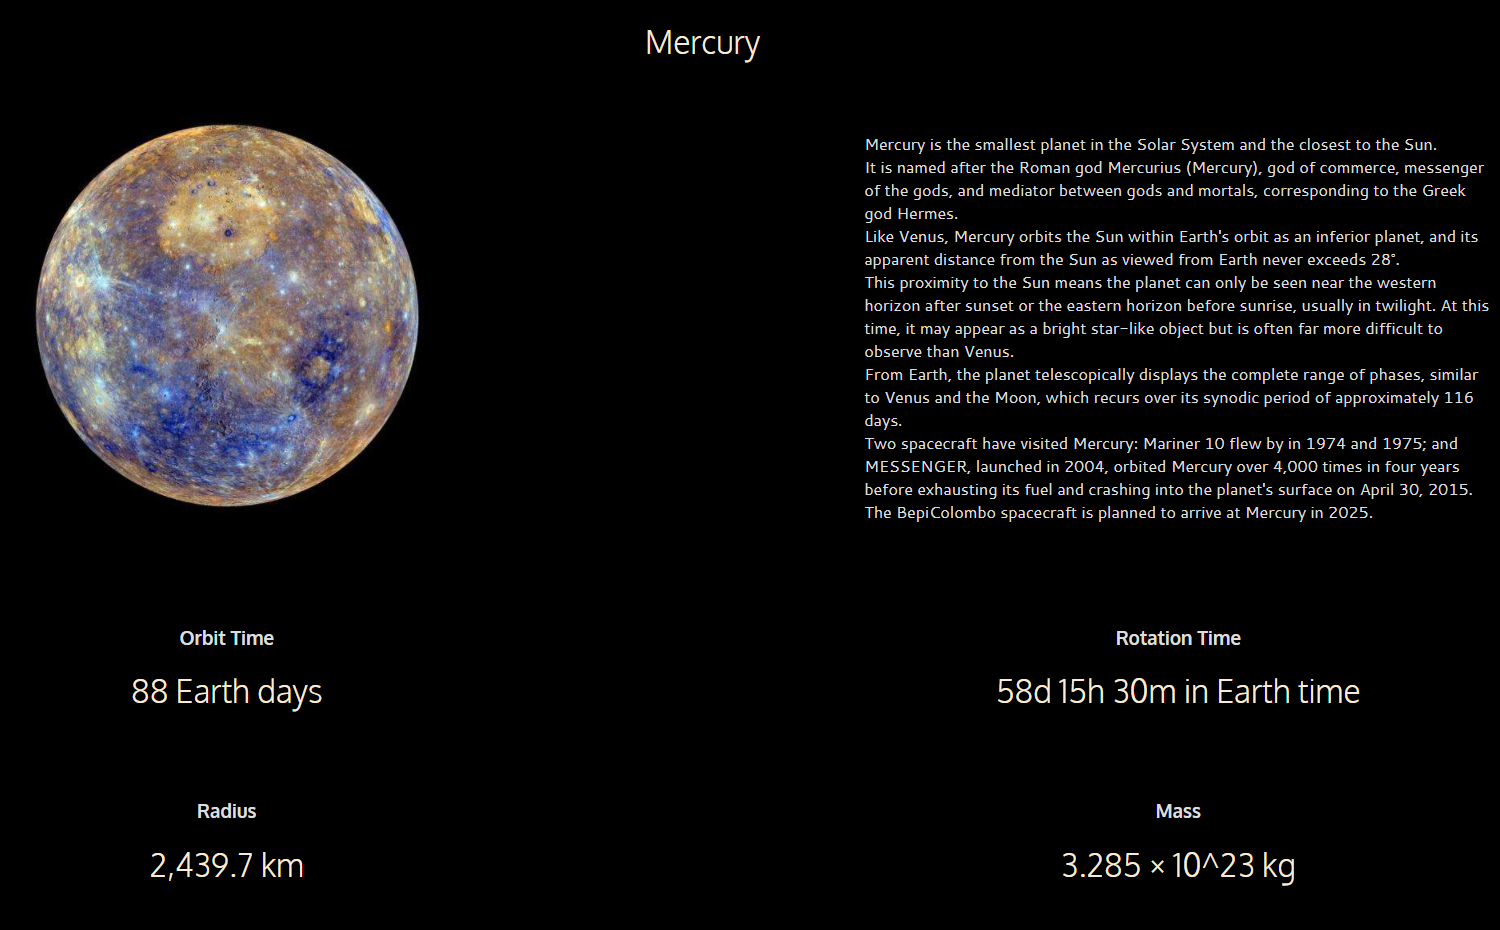 Mercury
Mercury is the smallest planet in the Solar System and the closest to the Sun.
It is named after the Roman god Mercurius (Mercury), god of commerce, messenger
of the gods, and mediator between gods and mortals, corresponding to the Greek
god Hermes.
Like Venus, Mercury orbits the Sun within Earth's orbit as an inferior planet, and its
apparent distance from the Sun as viewed from Earth never exceeds 28°.
This proximity to the Sun means the planet can only be seen near the western
horizon after sunset or the eastern horizon before sunrise, usually in twilight. At this
time, it may appear as a bright star-like object but is often far more difficult to
observe than Venus.
From Earth, the planet telescopically displays the complete range of phases, similar
to Venus and the Moon, which recurs over its synodic period of approximately 116
days.
Two spacecraft have visited Mercury: Mariner 10 flew by in 1974 and 1975; and
MESSENGER, launched in 2004, orbited Mercury over 4,000 times in four years
before exhausting its fuel and crashing into the planet's surface on April 30, 2015.
The BepiColombo spacecraft is planned to arrive at Mercury in 2025.
Orbit Time
88 Earth days
Rotation Time
58d 15h 30m in Earth time
Radius
2,439.7 km
Mass
3.285 × 10^23 kg